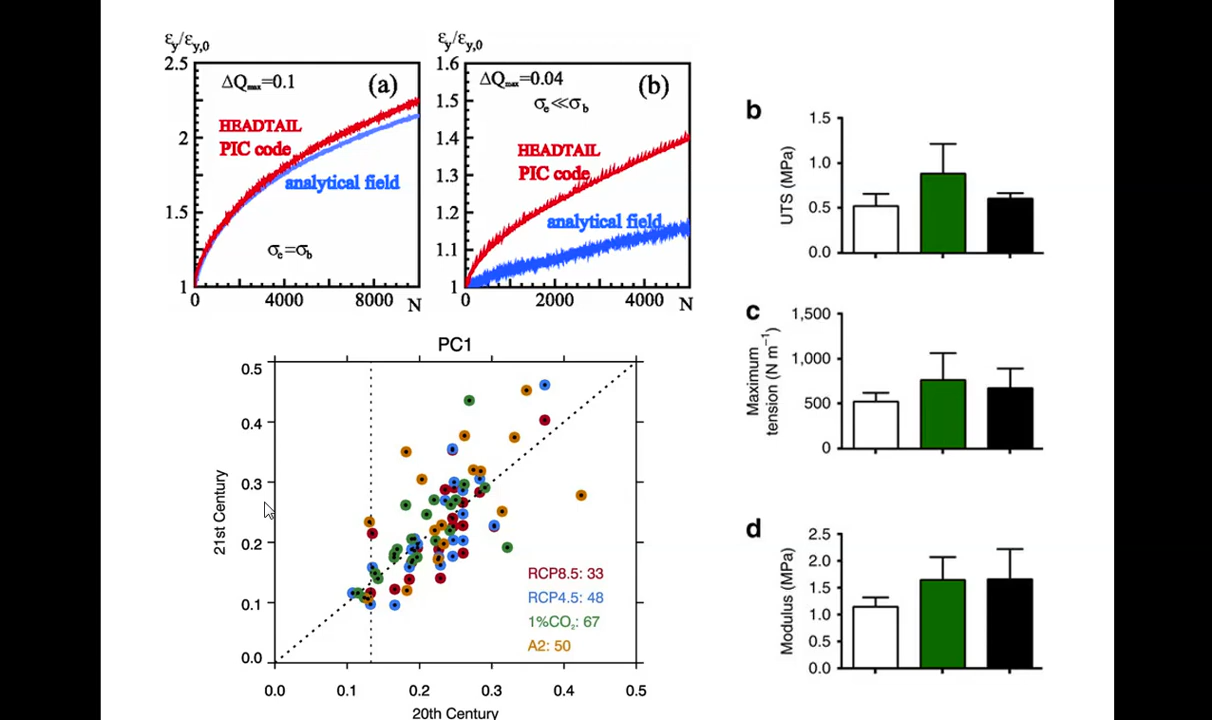 εy/εy,0
2.5
2
1.5
1
ΔQmax=0.1
(a)
HEADTAIL
PIC code
analytical field
σe=σb
0
4000
8000
N
εy/εy,0
1.6
1.5
1.4
1.3
1.2
1.1
1
ΔQmax=0.04
(b)
σe≪σb
HEADTAIL
PIC code
analytical field
0
2000
4000
N
PC1
21st Century
0.5
0.4
0.3
0.2
0.1
0.0
RCP8.5: 33
RCP4.5: 48
1%CO₂: 67
A2: 50
0.0
0.1
0.2
0.3
0.4
0.5
20th Century
b
UTS (MPa)
1.5
1.0
0.5
0.0
c
Maximum
tension (N m⁻¹)
1,500
1,000
500
0
d
Modulus (MPa)
2.5
2.0
1.5
1.0
0.5
0.0